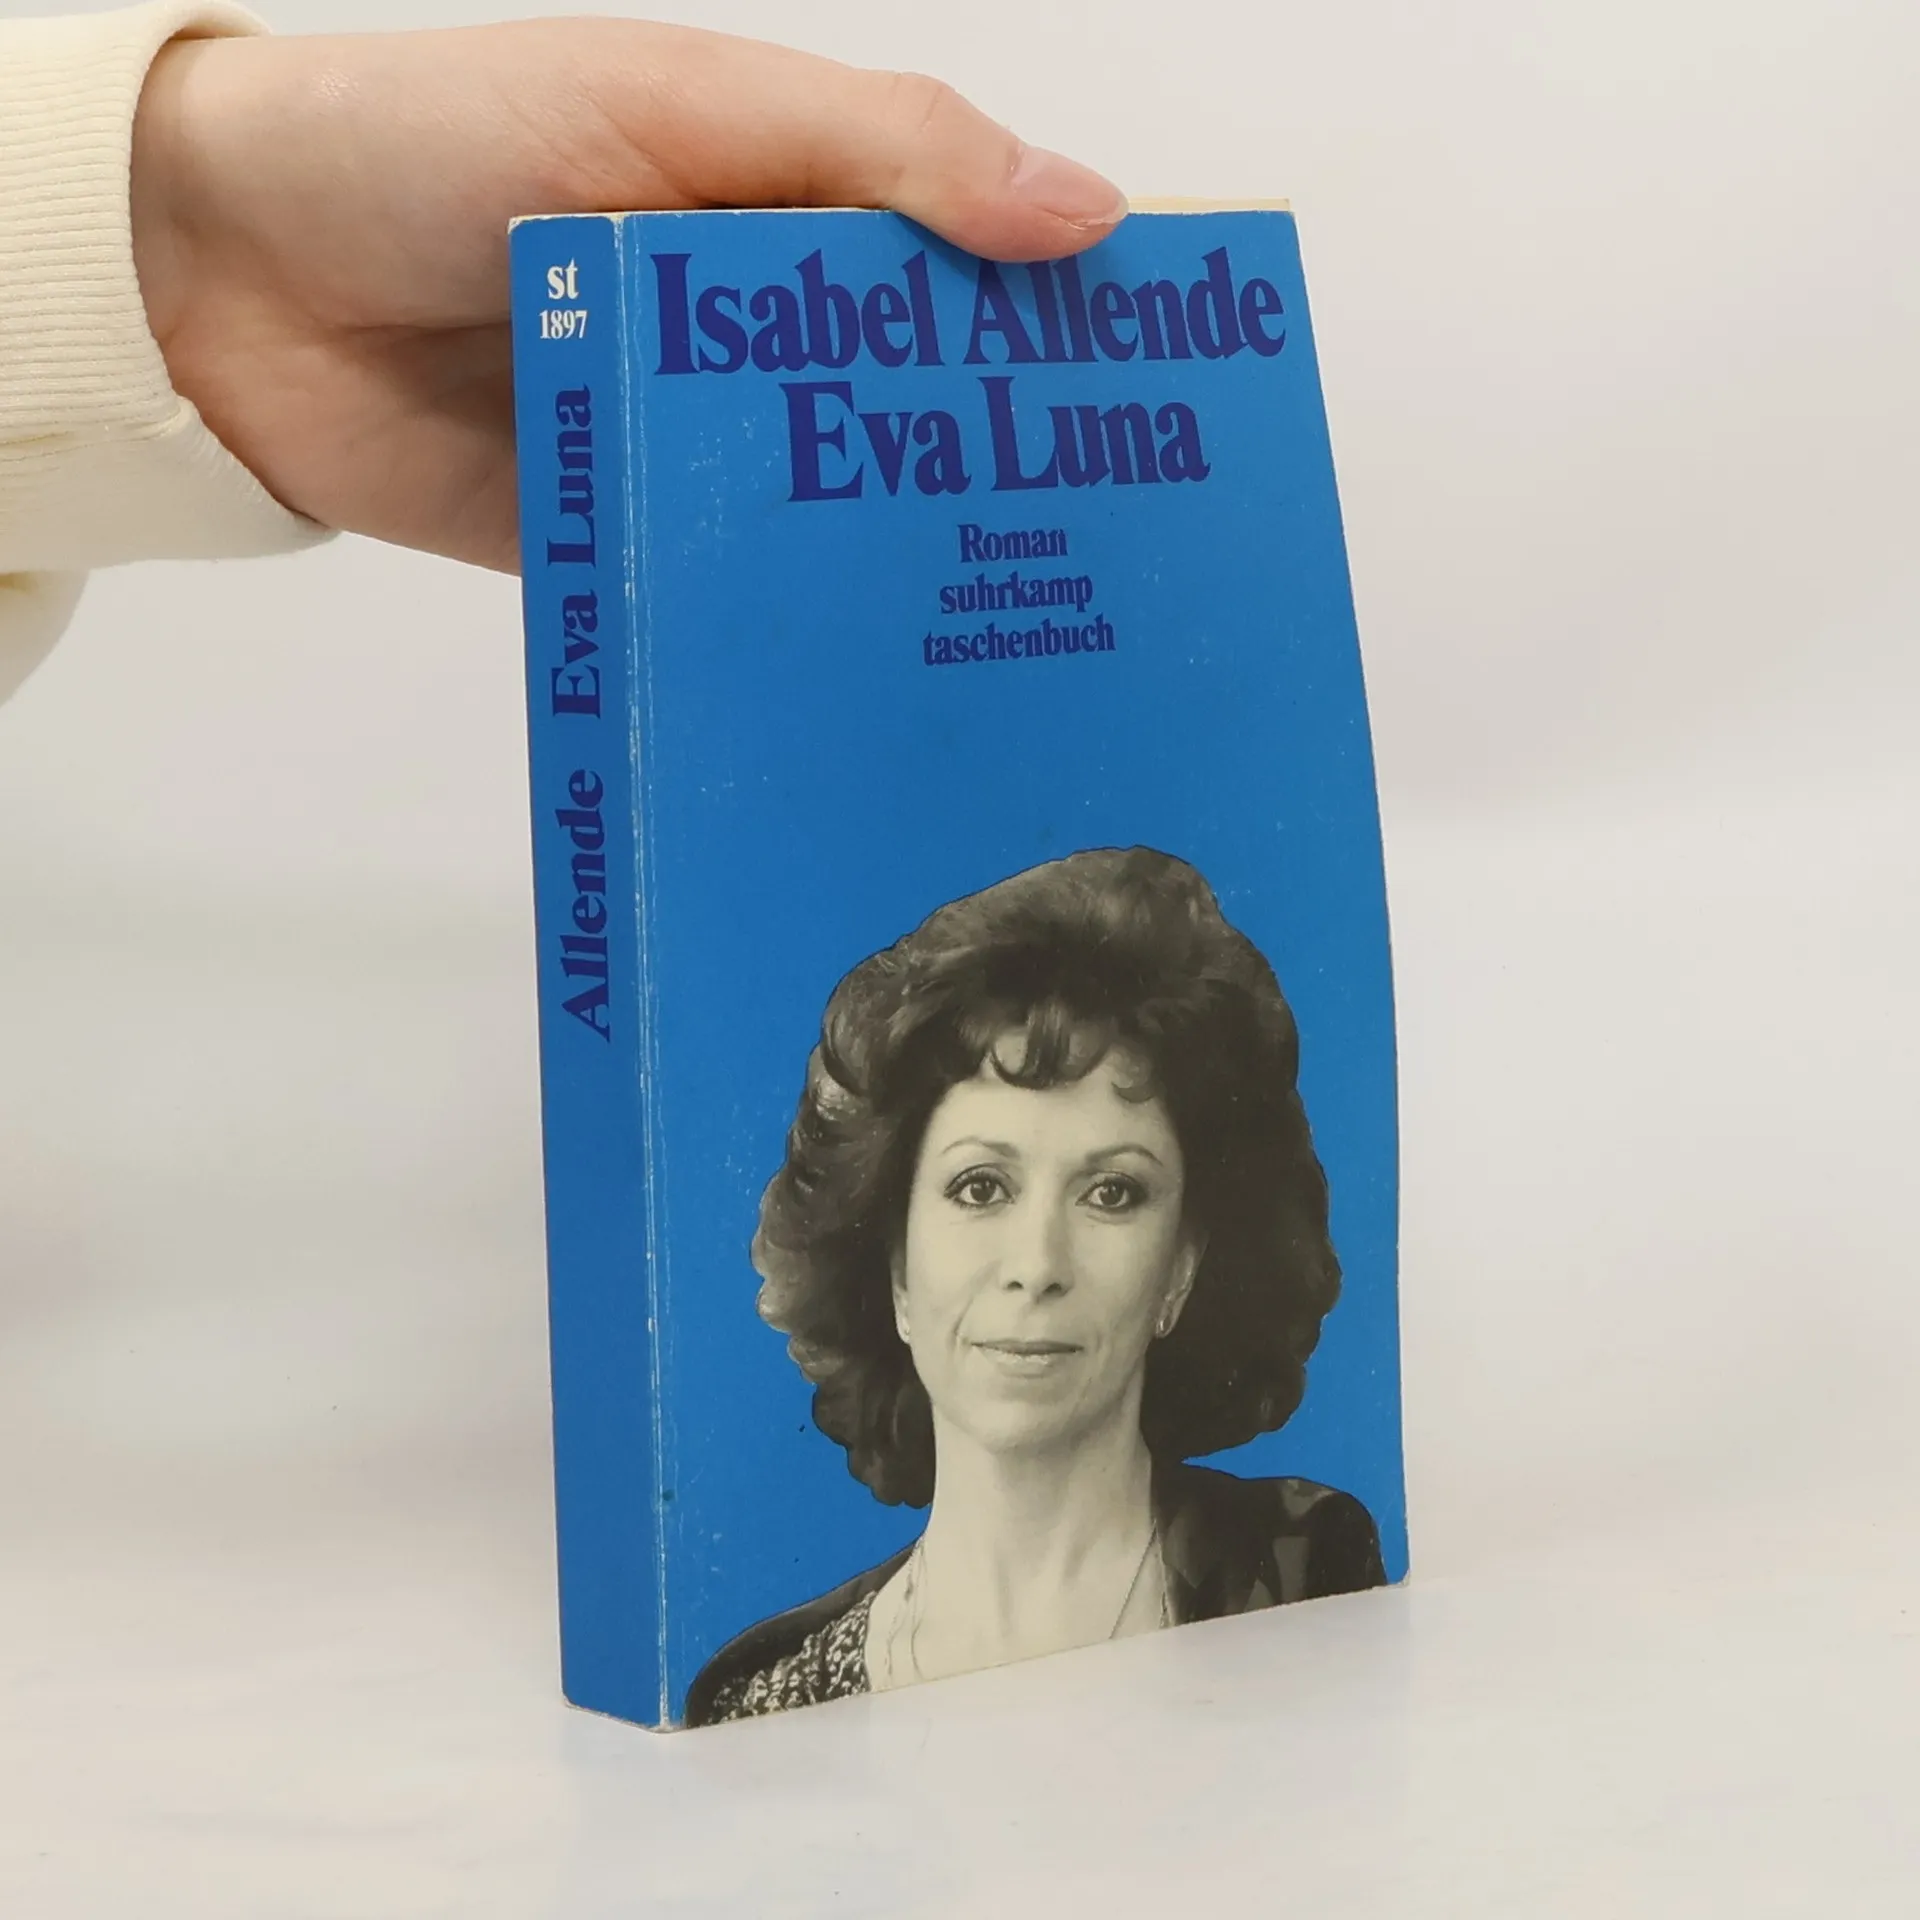 st
1897
Allende Eva Luna
Isabel Allende
Eva Luna
Roman
suhrkamp
taschenbuch